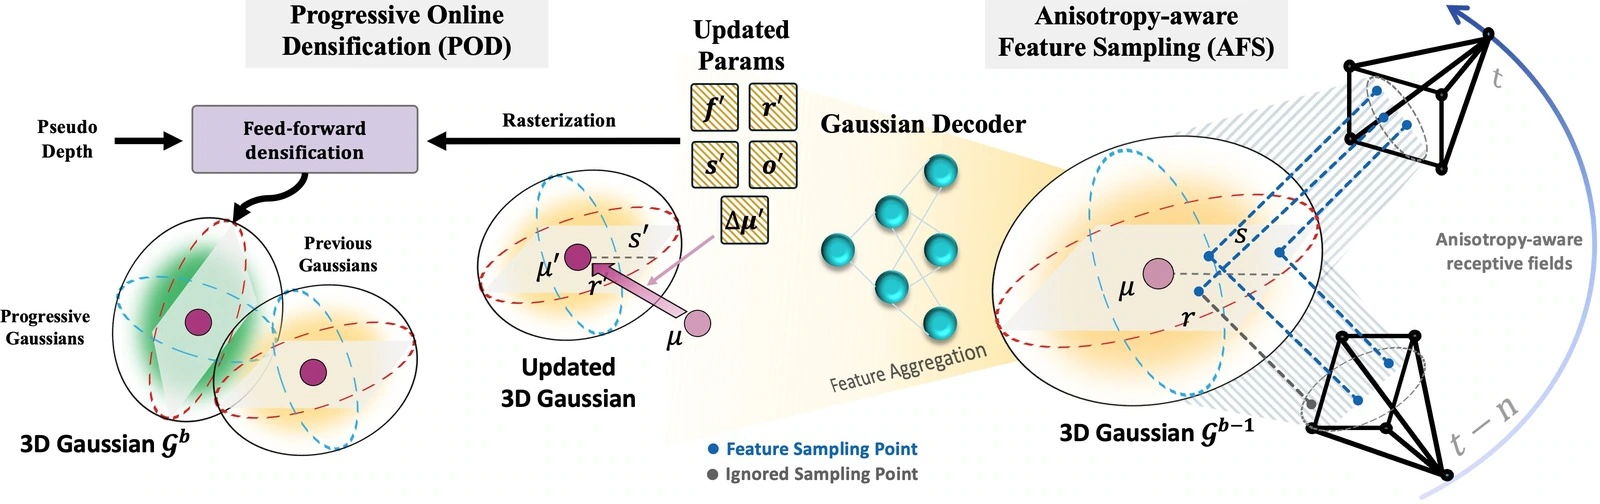 Progressive Online
Densification (POD)
Updated
Params
f′
r′
s′
o′
Δμ′
Anisotropy-aware
Feature Sampling (AFS)
t
Pseudo
Depth
Feed-forward
densification
Rasterization
Gaussian Decoder
Previous
Gaussians
Progressive
Gaussians
s′
μ′
r′
μ
Updated
3D Gaussian
3D Gaussian 𝒢ᵇ
Feature Aggregation
s
μ
r
Anisotropy-aware
receptive fields
3D Gaussian 𝒢ᵇ⁻¹
t − n
Feature Sampling Point
Ignored Sampling Point